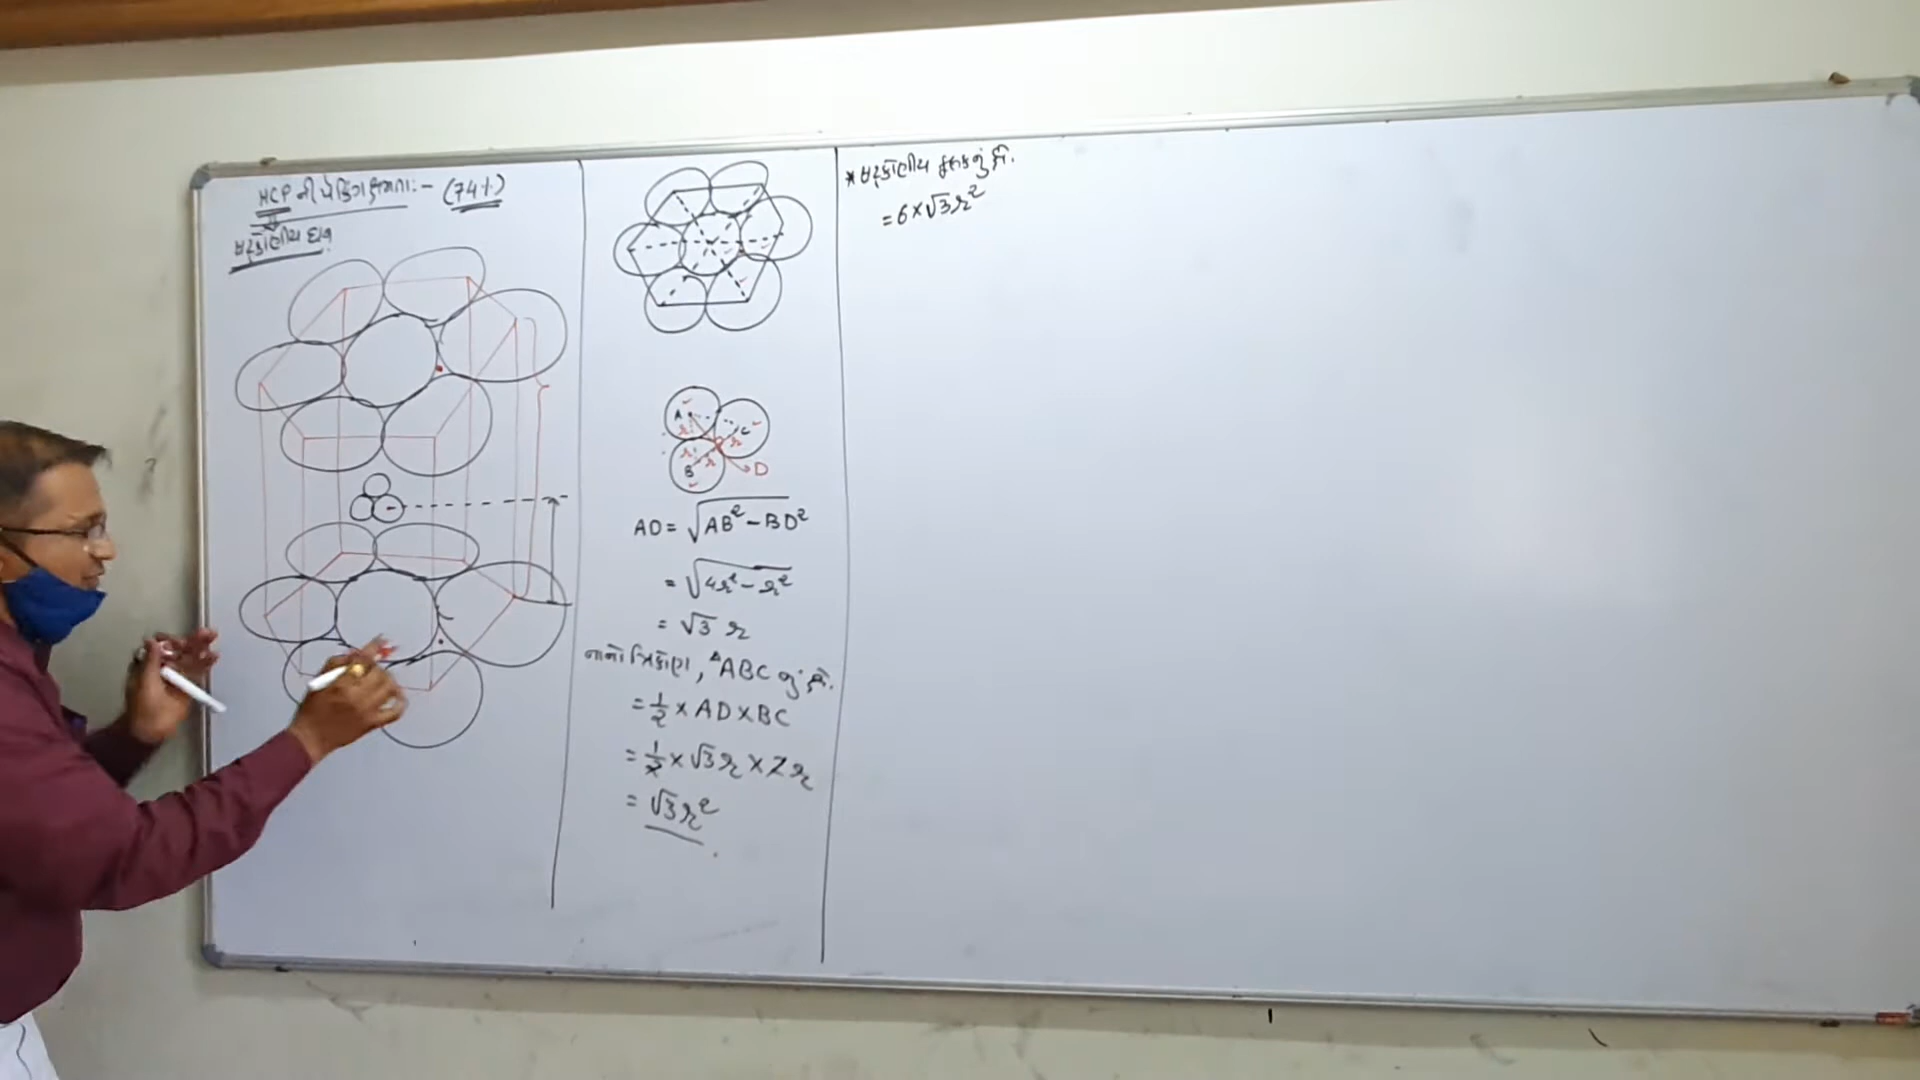 HCP ની પેકિંગ ક્ષમતા :- (74%)
ષટ્કોણીય ઘન
A
r
C
r
r
r
B
D
AD = √AB² - BD²
= √4r² - r²
= √3 r
નાનો ત્રિકોણ, △ABC નું ક્ષે.
= 1/2 × AD × BC
= 1/2 × √3 r × 2r
= √3 r²
* ષટ્કોણીય ફલકનું ક્ષે.
= 6 × √3 r²